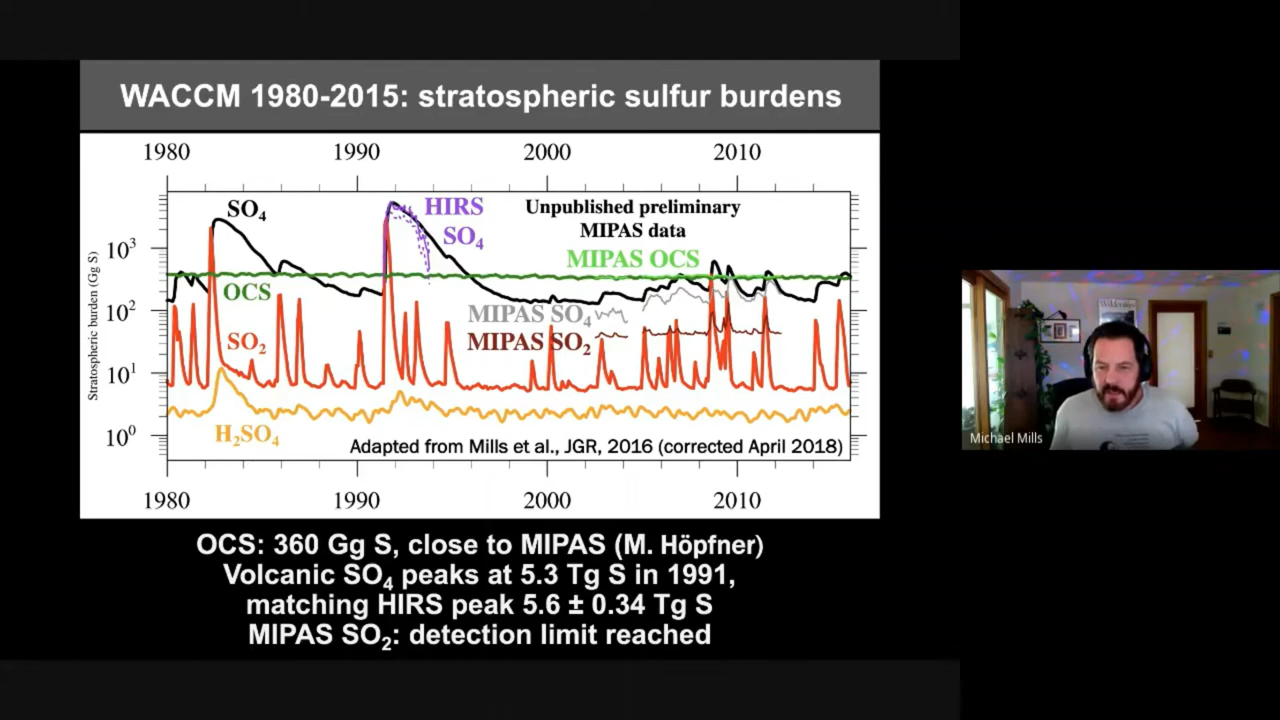 WACCM 1980-2015: stratospheric sulfur burdens
1980 1990 2000 2010
SO₄
HIRS
SO₄
Unpublished preliminary
MIPAS data
MIPAS OCS
OCS
MIPAS SO₄
SO₂
MIPAS SO₂
H₂SO₄
Stratospheric burden (Gg S)
10³
10²
10¹
10⁰
Adapted from Mills et al., JGR, 2016 (corrected April 2018)
1980 1990 2000 2010
OCS: 360 Gg S, close to MIPAS (M. Höpfner)
Volcanic SO₄ peaks at 5.3 Tg S in 1991,
matching HIRS peak 5.6 ± 0.34 Tg S
MIPAS SO₂: detection limit reached
Michael Mills